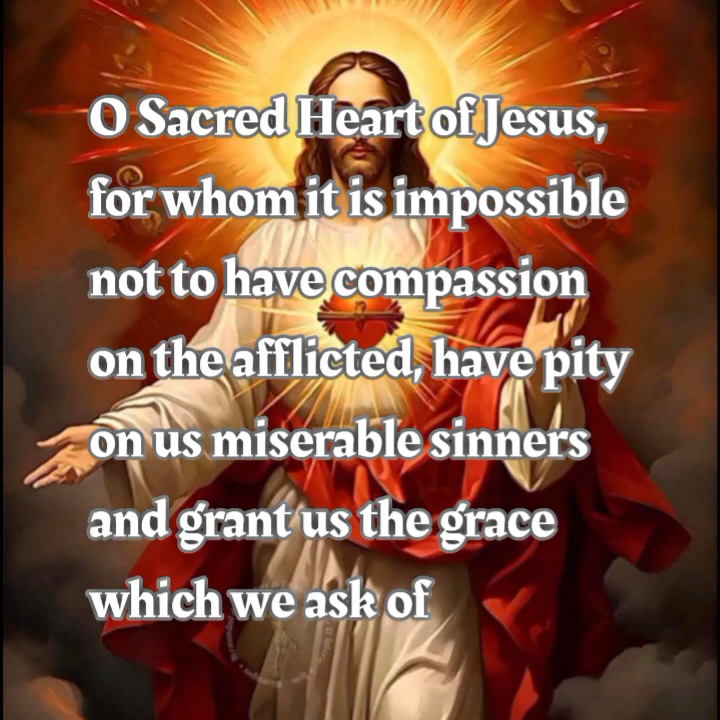 O Sacred Heart of Jesus,
for whom it is impossible
not to have compassion
on the afflicted, have pity
on us miserable sinners
and grant us the grace
which we ask of